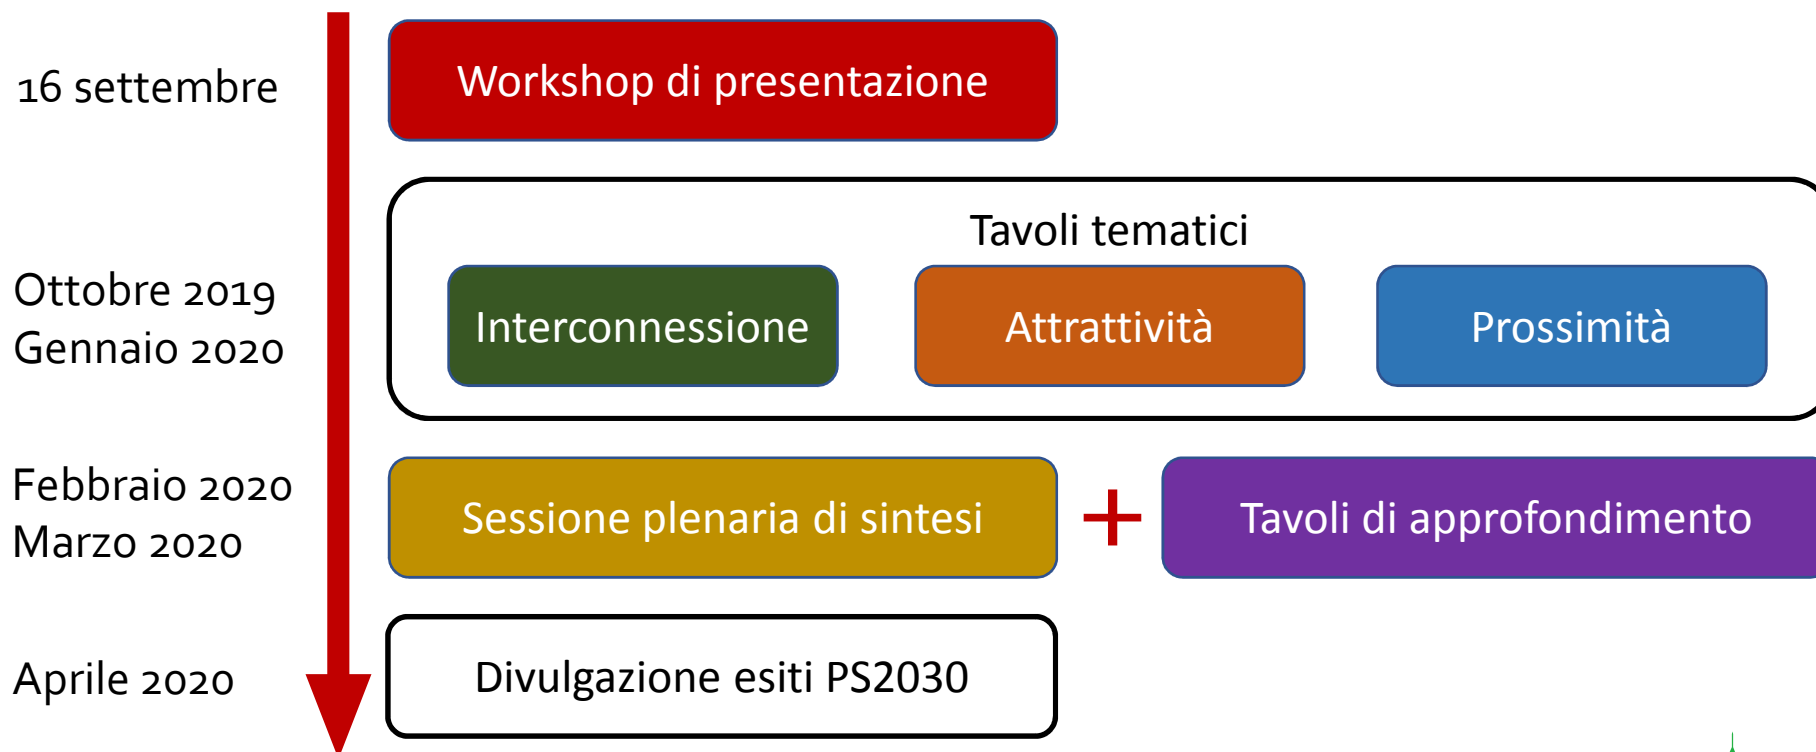 16 settembre
Workshop di presentazione
Tavoli tematici
Ottobre 2019
Gennaio 2020
Interconnessione
Attrattività
Prossimità
Febbraio 2020
Marzo 2020
Sessione plenaria di sintesi
+
Tavoli di approfondimento
Aprile 2020
Divulgazione esiti PS2030